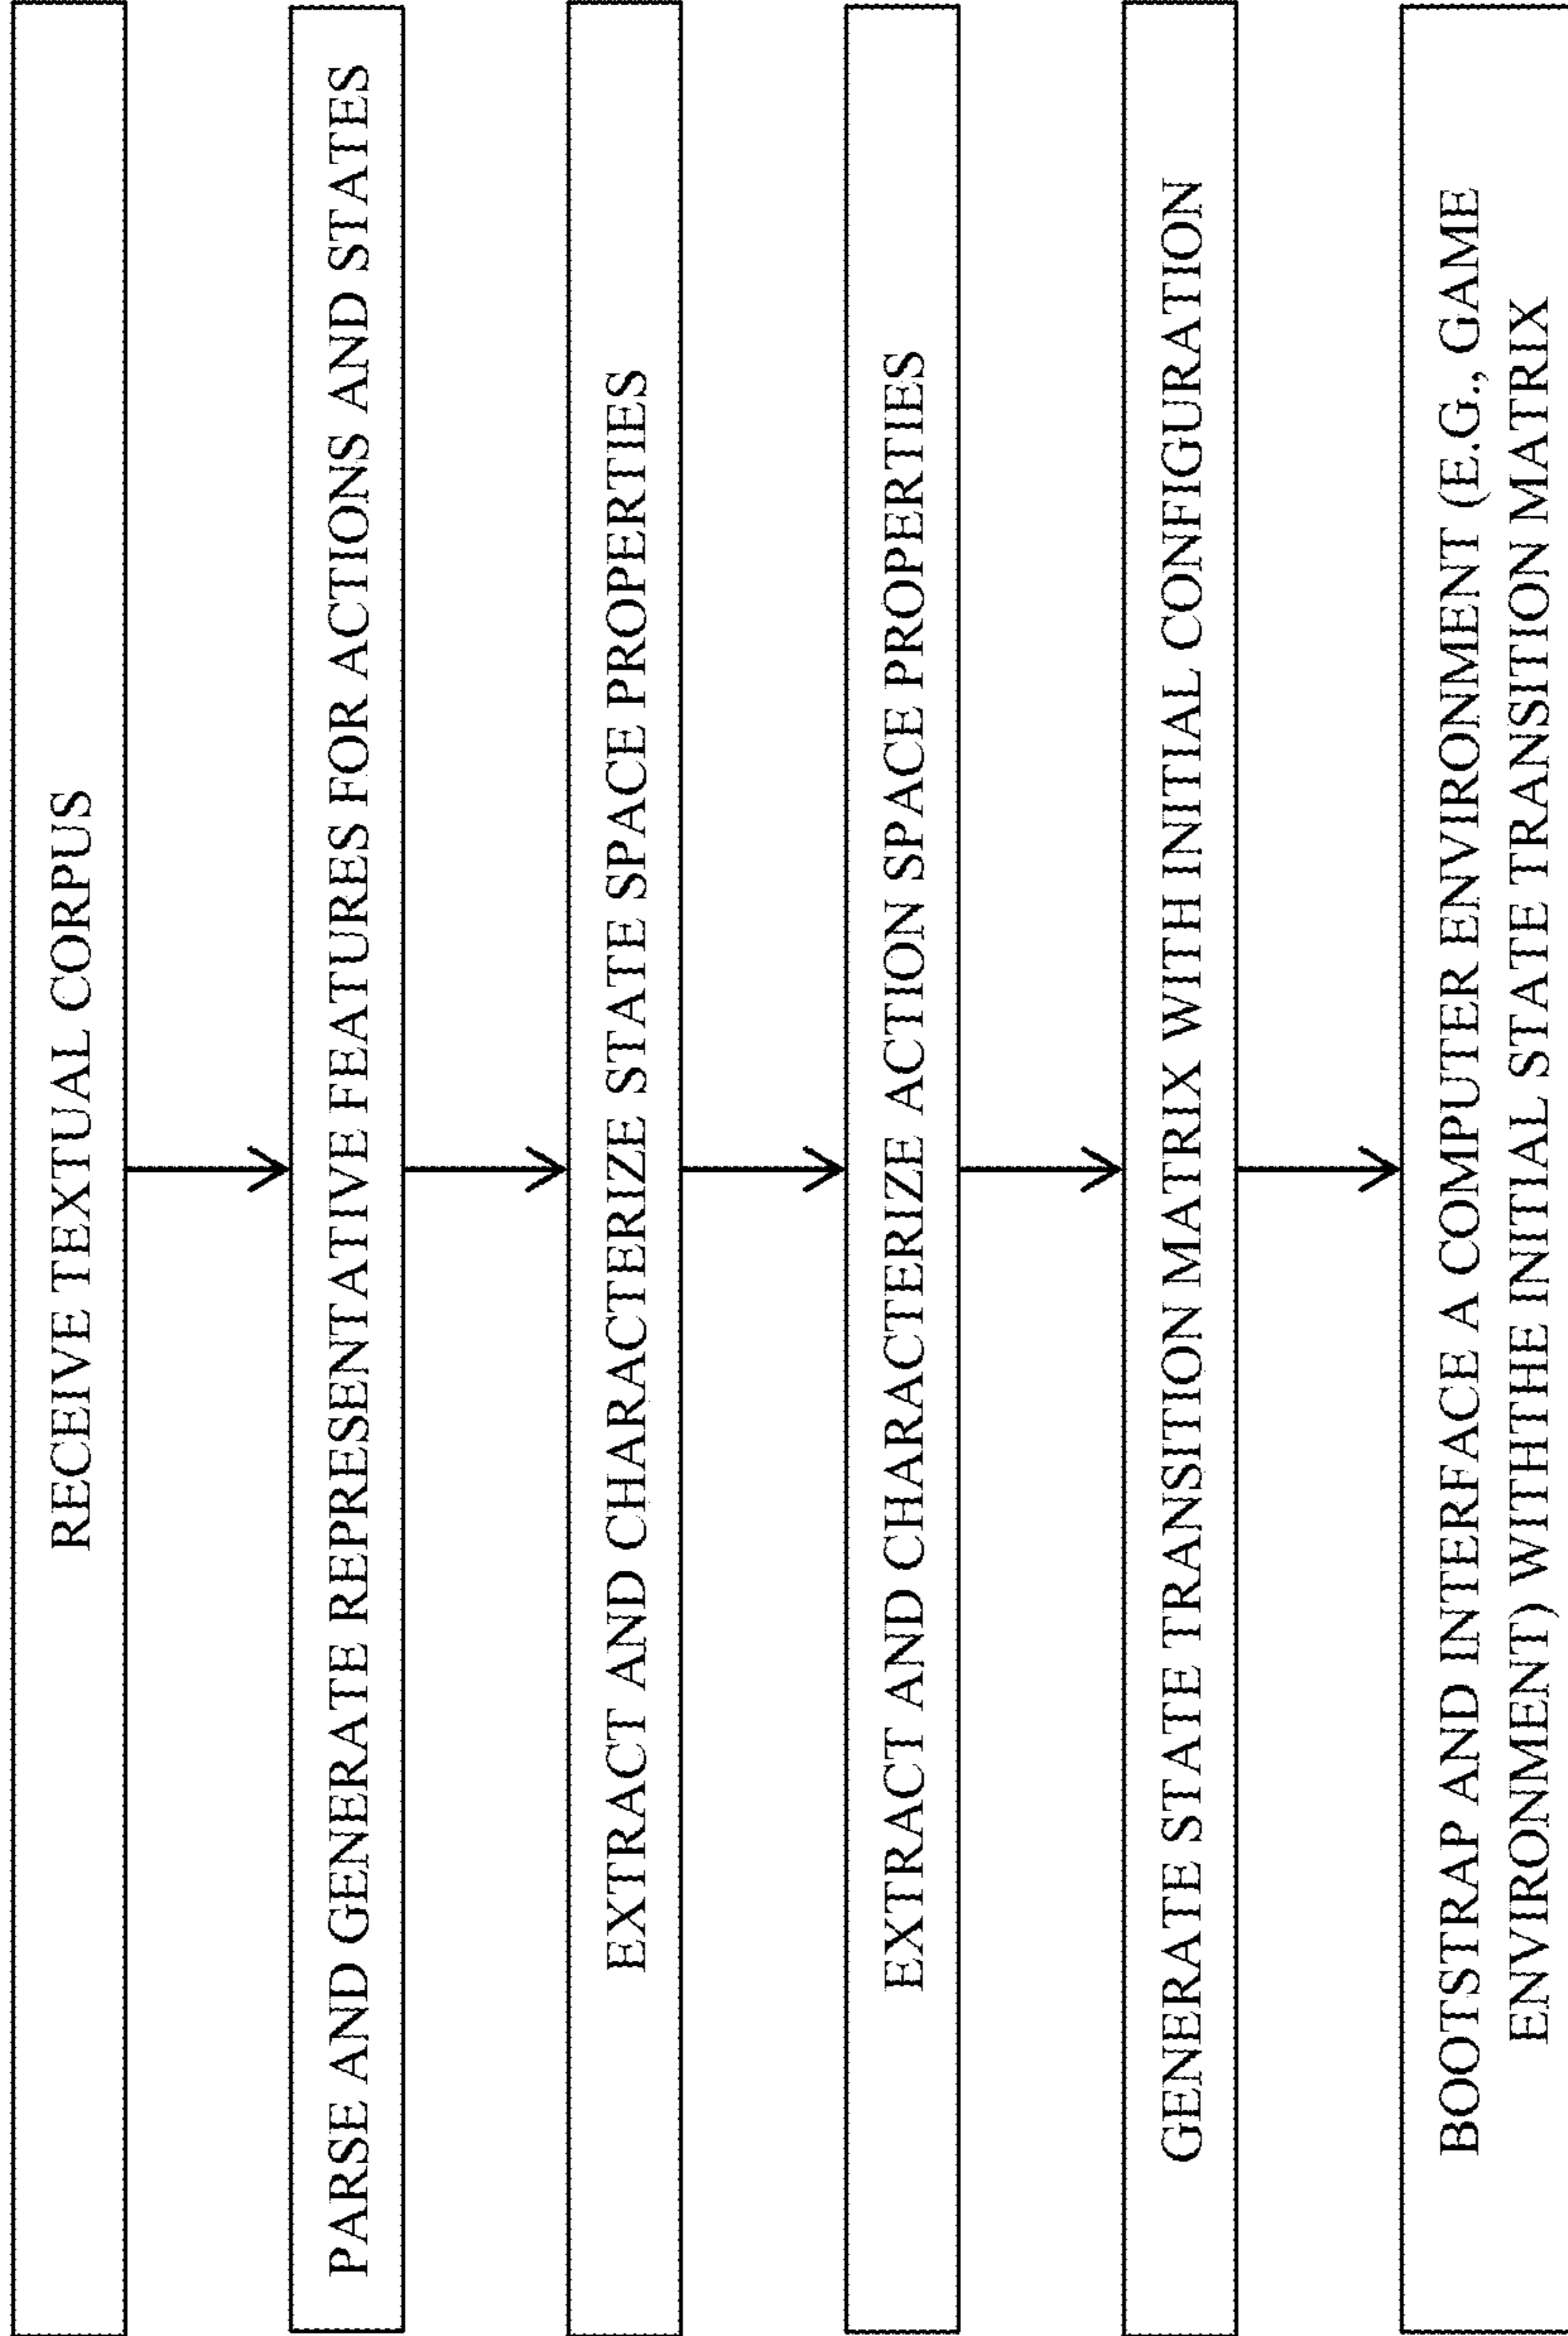 RECEIVE TEXTUAL CORPUS
PARSE AND GENERATE REPRESENTATIVE FEATURES FOR ACTIONS AND STATES
EXTRACT AND CHARACTERIZE STATE SPACE PROPERTIES
EXTRACT AND CHARACTERIZE ACTION SPACE PROPERTIES
GENERATE STATE TRANSITION MATRIX WITH INITIAL CONFIGURATION
BOOTSTRAP AND INTERFACE A COMPUTER ENVIRONMENT (E.G., GAME
ENVIRONMENT) WITHTHE INITIAL STATE TRANSITION MATRIX